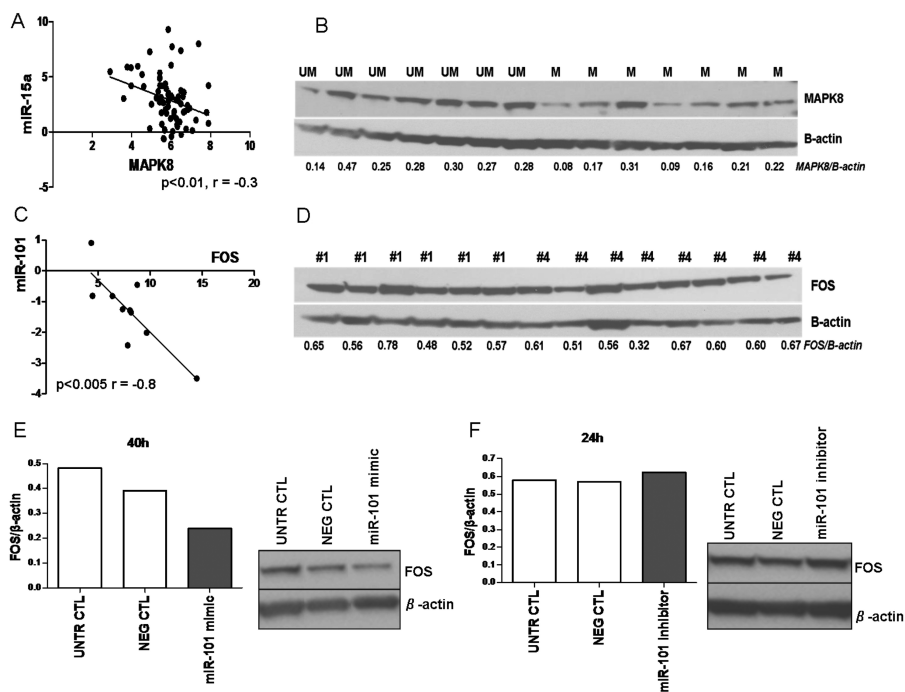 A
10
5
0
-5
miR-15a
2 4 6 8 10
MAPK8
p<0.01, r = -0.3
B
UM UM UM UM UM UM UM M M M M M M M
MAPK8
B-actin
0.14 0.47 0.25 0.28 0.30 0.27 0.28 0.08 0.17 0.31 0.09 0.16 0.21 0.22 MAPK8/B-actin
C
miR-101
1
0
-1
-2
-3
-4
FOS
5 10 15 20
p<0.005 r = -0.8
D
#1 #1 #1 #1 #1 #1 #4 #4 #4 #4 #4 #4 #4 #4
FOS
B-actin
0.65 0.56 0.78 0.48 0.52 0.57 0.61 0.51 0.56 0.32 0.67 0.60 0.60 0.67 FOS/B-actin
E
40h
FOS/β-actin
0.5
0.4
0.3
0.2
0.1
0.0
UNTR CTL
NEG CTL
miR-101 mimic
UNTR CTL
NEG CTL
miR-101 mimic
FOS
β-actin
F
24h
FOS/β-actin
0.7
0.6
0.5
0.4
0.3
0.2
0.1
0.0
UNTR CTL
NEG CTL
miR-101 inhibitor
UNTR CTL
NEG CTL
miR-101 inhibitor
FOS
β-actin